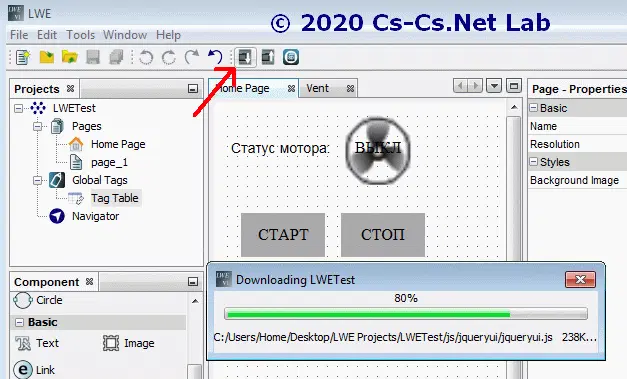 LWE
© 2020 Cs-Cs.Net Lab
File Edit Tools Window Help
Projects
LWETest
Pages
Home Page
page_1
Global Tags
Tag Table
Navigator
Component
Circle
Basic
Text Image
Link
Home Page Vent
Статус мотора: ВЫКЛ
СТАРТ СТОП
Page - Properties
Basic
Name
Resolution
Styles
Background Image
Downloading LWETest
80%
C:/Users/Home/Desktop/LWE Projects/LWETest/js/jqueryui/jqueryui.js 238K...